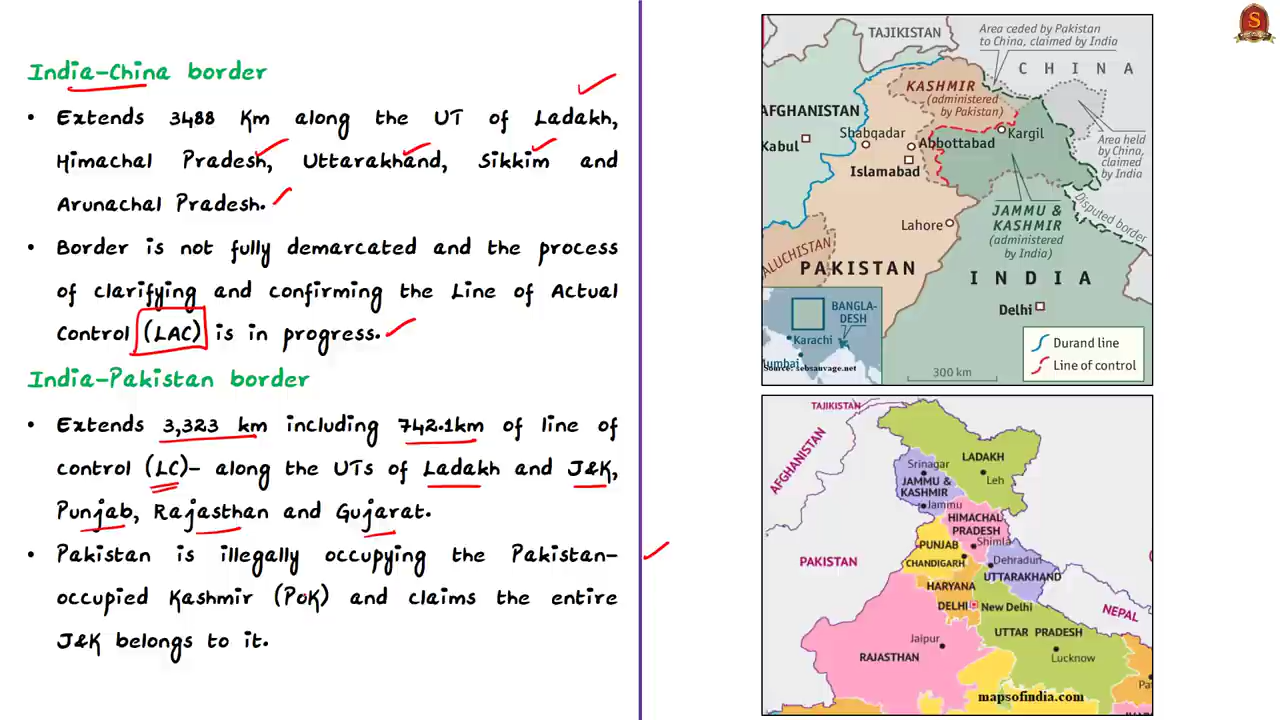 India-China border
• Extends 3488 Km along the UT of Ladakh,
Himachal Pradesh, Uttarakhand, Sikkim and
Arunachal Pradesh.
• Border is not fully demarcated and the process
of clarifying and confirming the Line of Actual
Control (LAC) is in progress.
India-Pakistan border
• Extends 3,323 km including 742.1km of line of
control (LC)- along the UTs of Ladakh and J&K,
Punjab, Rajasthan and Gujarat.
• Pakistan is illegally occupying the Pakistan-
occupied Kashmir (PoK) and claims the entire
J&K belongs to it.
S
TAJIKISTAN
Area ceded by Pakistan
to China, claimed by India
CHINA
KASHMIR
(administered
by Pakistan)
AFGHANISTAN
Shabqadar
Kargil
Kabul
Abbottabad
Area held
by China,
claimed
by India
Islamabad
JAMMU &
KASHMIR
(administered
by India)
Disputed border
Lahore
ALUCHISTAN
PAKISTAN
INDIA
Delhi
BANGLA-
DESH
Karachi
umbai
Source: sebsauvage.net
300 km
Durand line
Line of control
TAJIKISTAN
AFGHANISTAN
LADAKH
Srinagar
Leh
JAMMU &
KASHMIR
Jammu
HIMACHAL
PRADESH
Shimla
PUNJAB
PAKISTAN
CHANDIGARH
Dehradun
UTTARAKHAND
HARYANA
DELHI
New Delhi
NEPAL
UTTAR PRADESH
Jaipur
RAJASTHAN
Lucknow
Pa
mapsofindia.com